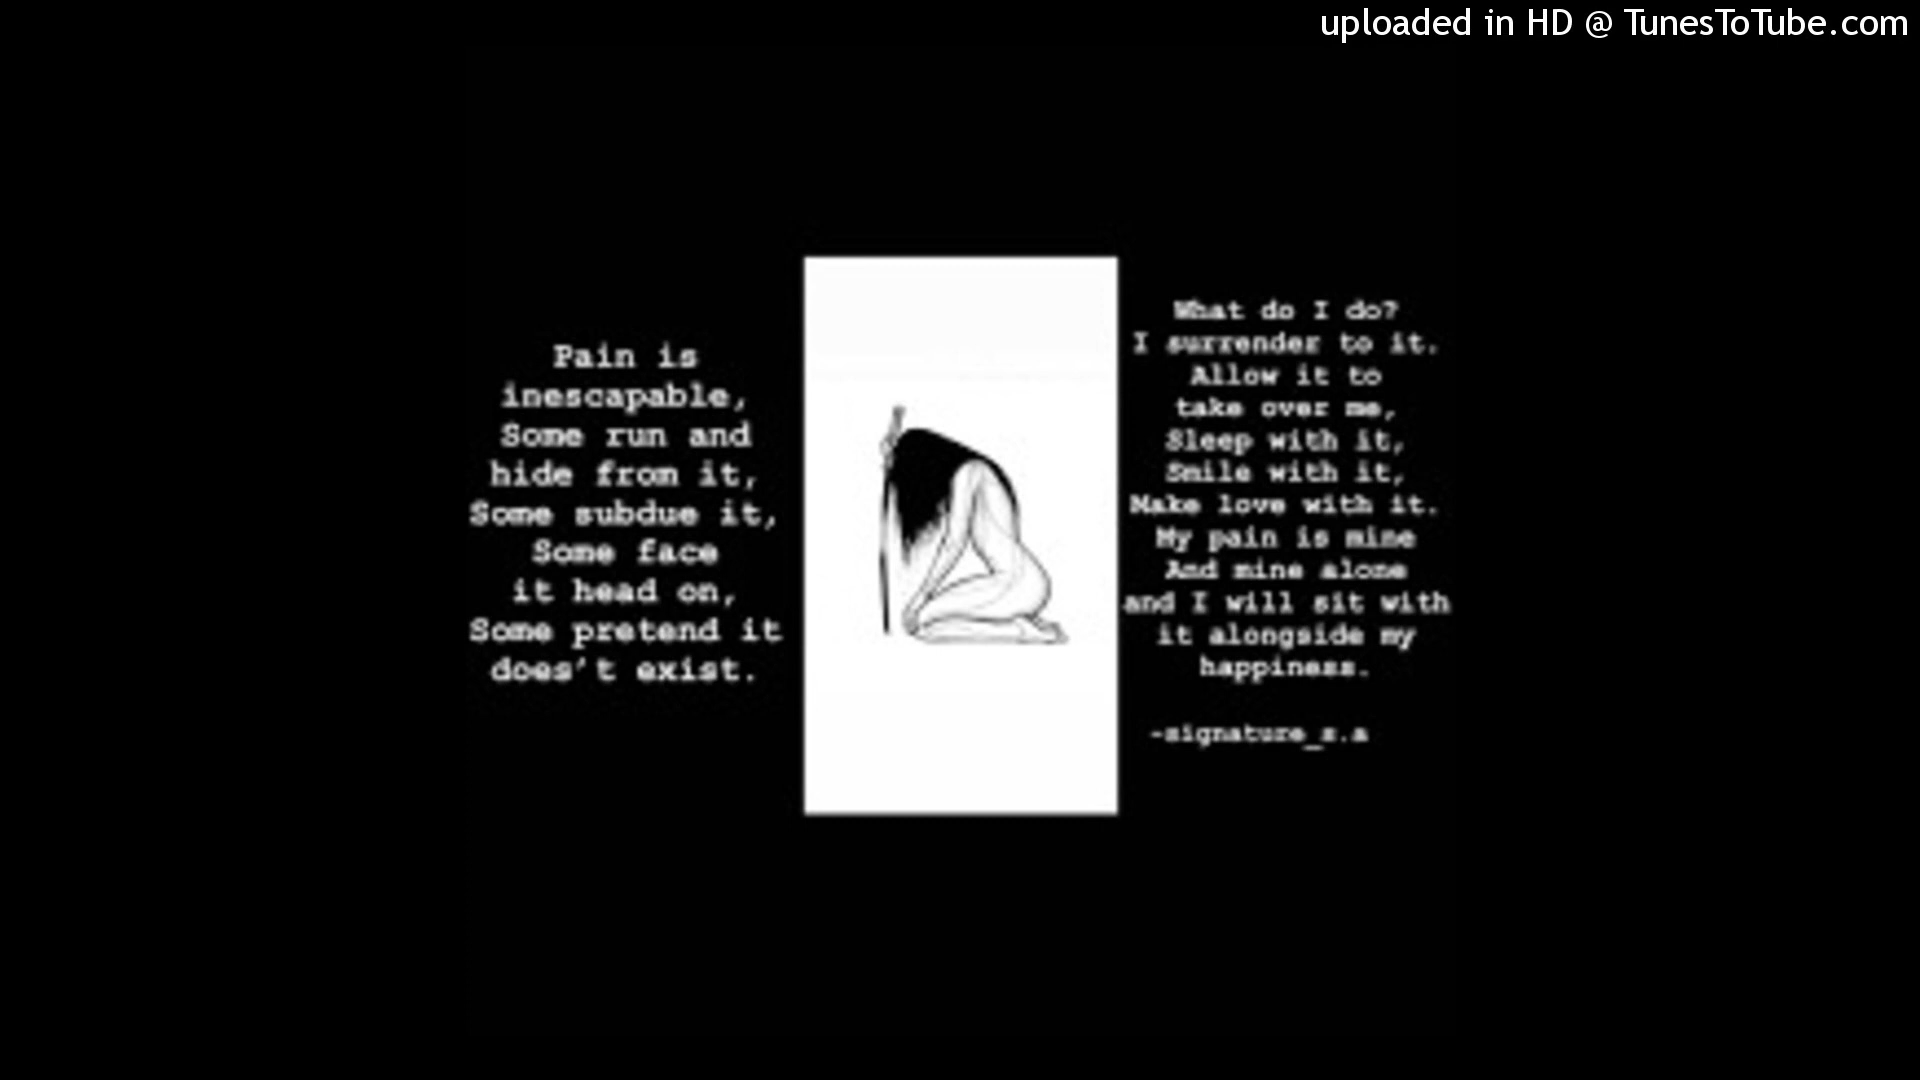 uploaded in HD @ TunesToTube.com
Pain is
inescapable,
Some run and
hide from it,
Some subdue it,
Some face
it head on,
Some pretend it
does't exist.
What do I do?
I surrender to it.
Allow it to
take over me,
Sleep with it,
Smile with it,
Make love with it.
My pain is mine
And mine alone
and I will sit with
it alongside my
happiness.
-signature_s.a